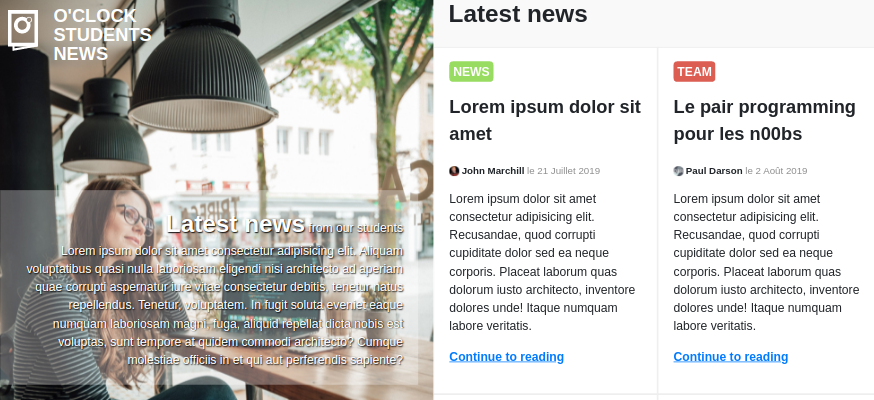 O'CLOCK
STUDENTS
NEWS
Latest news from our students
Lorem ipsum dolor sit amet consectetur adipisicing elit. Aliquam
voluptatibus quasi nulla laboriosam eligendi nisi architecto ad aperiam
quae corrupti aspernatur iure vitae consectetur debitis, tenetur natus
repellendus. Tenetur, voluptatem. In fugit soluta eveniet eaque
numquam laboriosam magni, fuga, aliquid repellat dicta nobis est
voluptas, sunt tempore at quidem commodi architecto? Cumque
molestiae officiis in et qui aut perferendis sapiente?
Latest news
NEWS
Lorem ipsum dolor sit
amet
John Marchill le 21 Juillet 2019
Lorem ipsum dolor sit amet
consectetur adipisicing elit.
Recusandae, quod corrupti
cupiditate dolor sed ea neque
corporis. Placeat laborum quas
dolorum iusto architecto, inventore
dolores unde! Itaque numquam
labore veritatis.
Continue to reading
TEAM
Le pair programming
pour les n00bs
Paul Darson le 2 Août 2019
Lorem ipsum dolor sit amet
consectetur adipisicing elit.
Recusandae, quod corrupti
cupiditate dolor sed ea neque
corporis. Placeat laborum quas
dolorum iusto architecto, inventore
dolores unde! Itaque numquam
labore veritatis.
Continue to reading